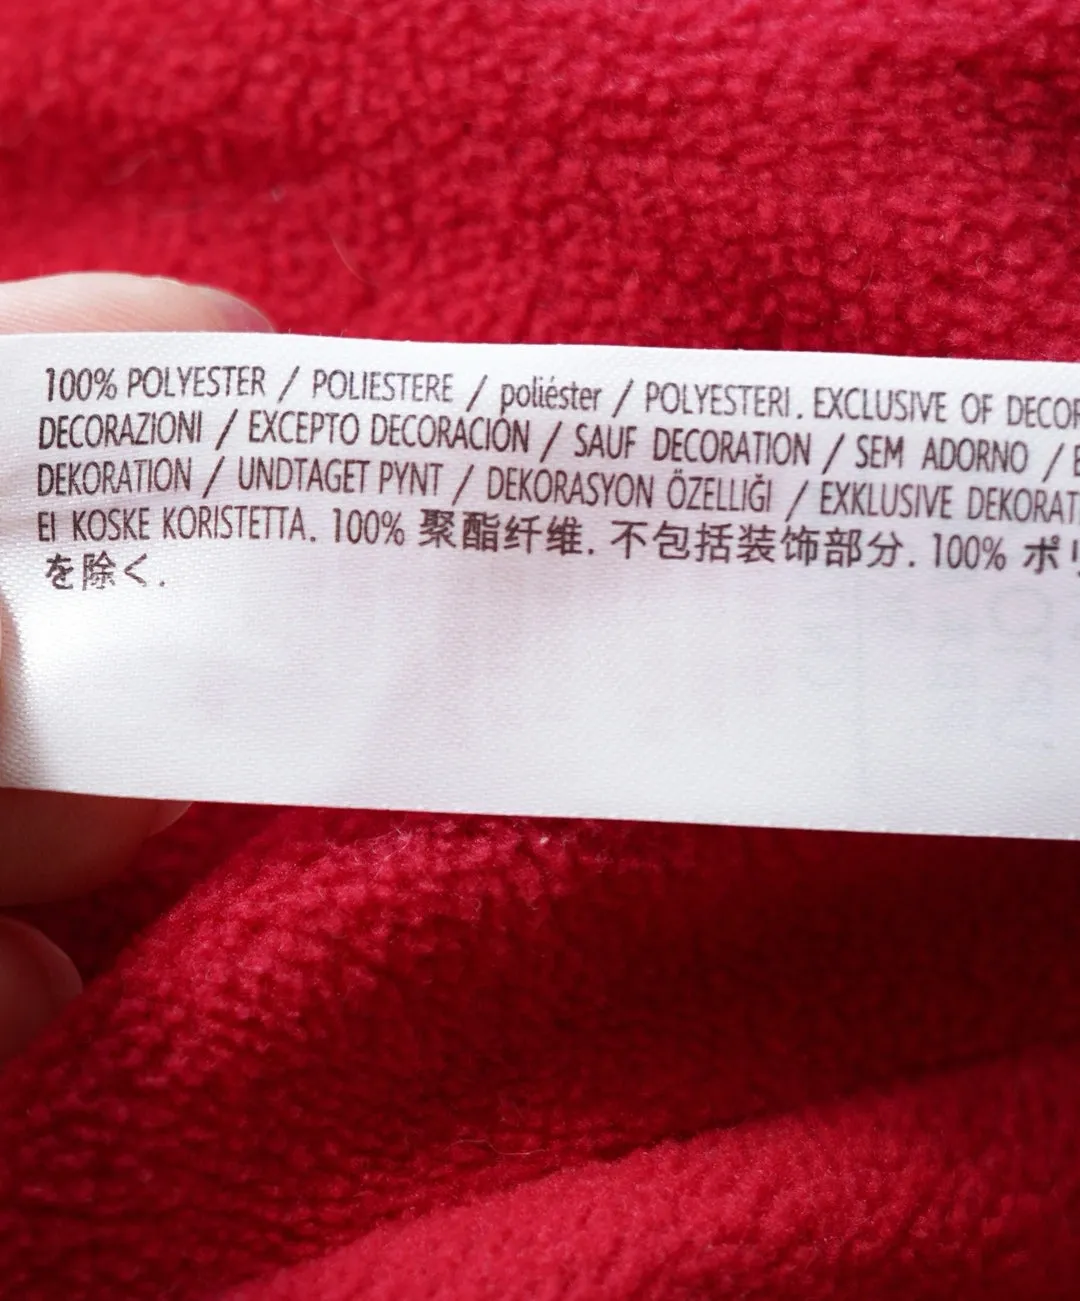 100% POLYESTER / POLIESTERE / poliéster / POLYESTERI. EXCLUSIVE OF
DECORAZIONI / EXCEPTO DECORACIÓN / SAUF DECORATION / SEM ADORNO /
DEKORATION / UNDTAGET PYNT / DEKORASYON ÖZELLIĞI / EXKLUSIVE
EI KOSKE KORISTETTA. 100% 聚酯纤维. 不包括装饰部分. 100%
を除く.